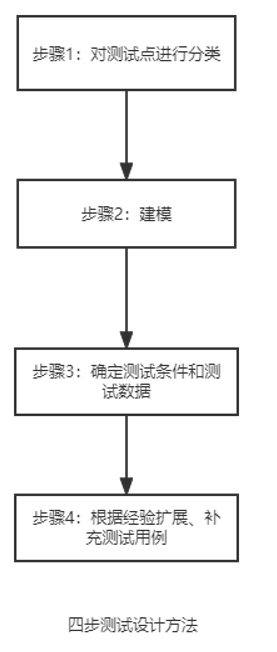 步骤1：对测试点进行分类
步骤2：建模
步骤3：确定测试条件和测
试数据
步骤4：根据经验扩展、补
充测试用例
四步测试设计方法